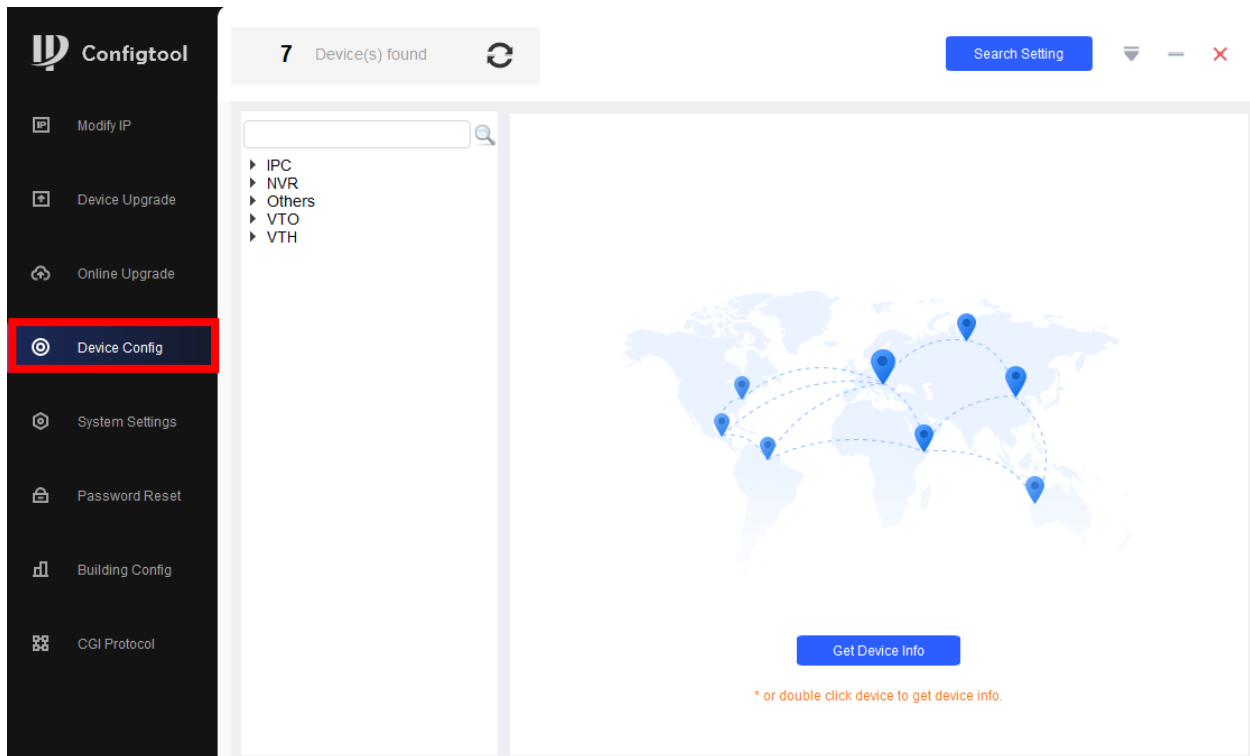 IP Configtool
7 Device(s) found
Search Setting
IP Modify IP
Device Upgrade
Online Upgrade
Device Config
System Settings
Password Reset
Building Config
CGI Protocol
IPC
NVR
Others
VTO
VTH
Get Device Info
* or double click device to get device info.